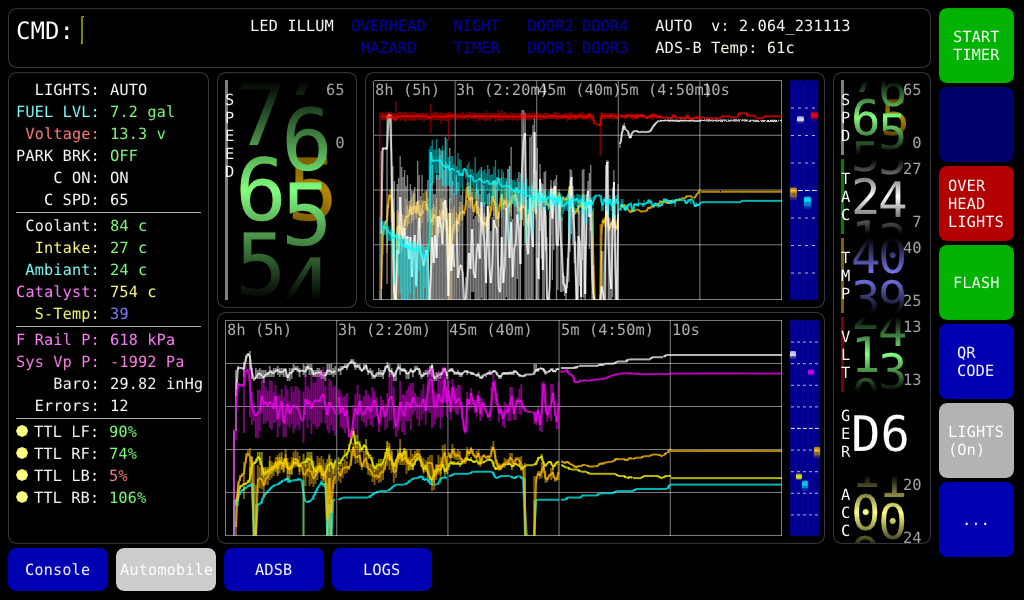 CMD:
LED ILLUM OVERHEAD NIGHT DOOR2 DOOR4 AUTO v: 2.064_231113
HAZARD TIMER DOOR1 DOOR3 ADS-B Temp: 61c
START
TIMER
LIGHTS: AUTO
FUEL LVL: 7.2 gal
Voltage: 13.3 v
PARK BRK: OFF
C ON: ON
C SPD: 65
Coolant: 84 c
Intake: 27 c
Ambiant: 24 c
Catalyst: 754 c
S-Temp: 39
F Rail P: 618 kPa
Sys Vp P: -1992 Pa
Baro: 29.82 inHg
Errors: 12
TTL LF: 90%
TTL RF: 74%
TTL LB: 5%
TTL RB: 106%
SPEED
65
0
76
65
54
8h (5h) 3h (2:20m) 45m (40m) 5m (4:50m) 10s
8h (5h) 3h (2:20m) 45m (40m) 5m (4:50m) 10s
SPD
65
65
0
TAC
27
24
7
TMP
40
40
39
25
VLT
13
13
13
GER
D6
ACC
20
00
24
OVER
HEAD
LIGHTS
FLASH
QR
CODE
LIGHTS
(On)
...
Console Automobile ADSB LOGS